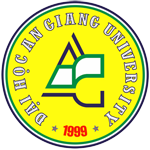 ĐẠI HỌC AN GIANG UNIVERSITY
1999